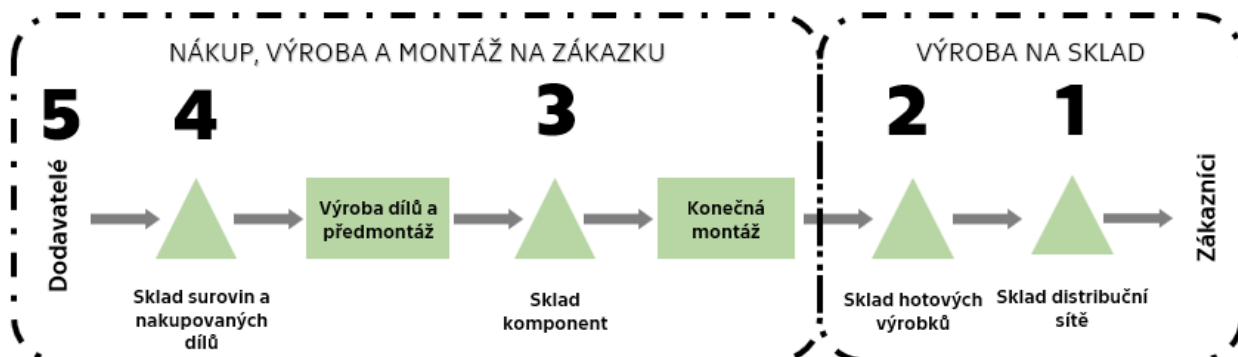 NÁKUP, VÝROBA A MONTÁŽ NA ZÁKAZKU
VÝROBA NA SKLAD
5
4
3
2
1
Dodavatelé
Výroba dílů a
předmontáž
Konečná
montáž
Zákazníci
Sklad surovin a
nakupovaných
dílů
Sklad
komponent
Sklad hotových
výrobků
Sklad distribuční
sítě